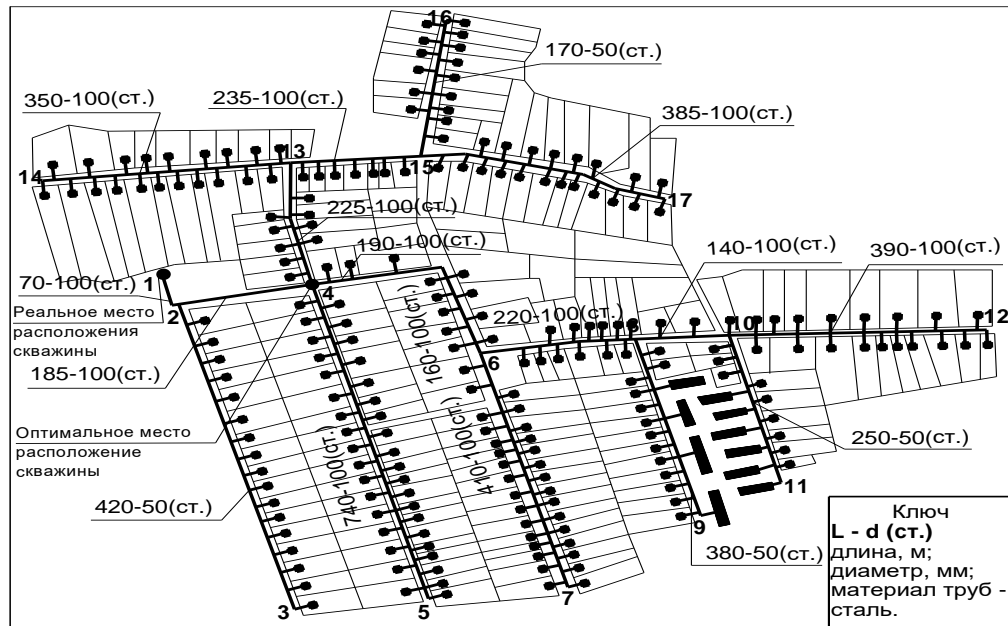 16
170-50(ст.)
350-100(ст.)
235-100(ст.)
385-100(ст.)
13
14
15
17
225-100(ст.)
190-100(ст.)
140-100(ст.)
390-100(ст.)
1
70-100(ст.)
4
2
Реальное место
расположения
скважины
160-100(ст.)
220-100(ст.)
10
12
6
185-100(ст.)
Оптимальное место
расположение
скважины
740-100(ст.)
410-100(ст.)
250-50(ст.)
420-50(ст.)
11
9
380-50(ст.)
3
5
7
Ключ
L - d (ст.)
длина, м;
диаметр, мм;
материал труб -
сталь.